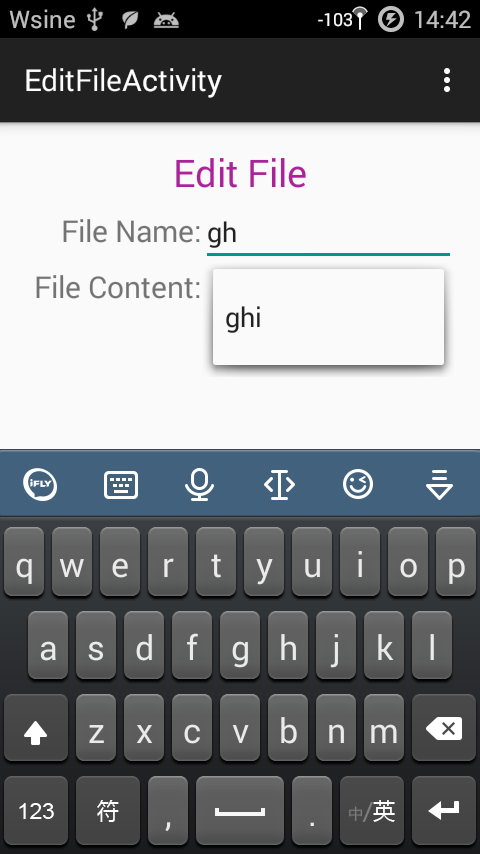 Wsine -103 14:42
EditFileActivity
Edit File
File Name: gh
File Content:
ghi
iFLY
q w e r t y u i o p
a s d f g h j k l
z x c v b n m
123 符 , . 中/英